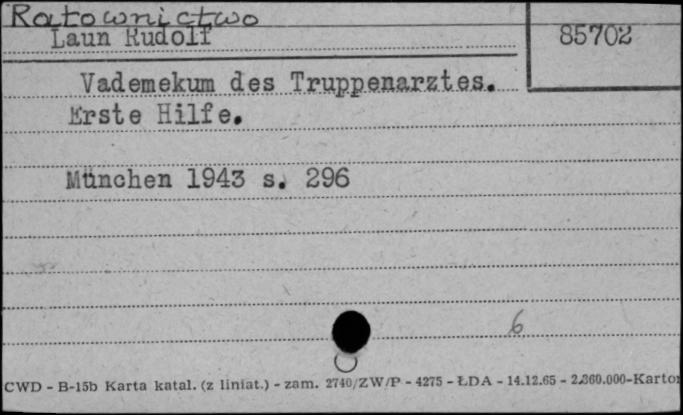 Ratownictwo
Laun Rudolf
85702
Vademekum des Truppenarztes.
Erste Hilfe.
München 1943 s. 296
6
CWD - B-15b Karta katal. (z liniat.) - zam. 2740/ZW/P - 4275 - ŁDA - 14.12.65 - 2.360.000-Karton